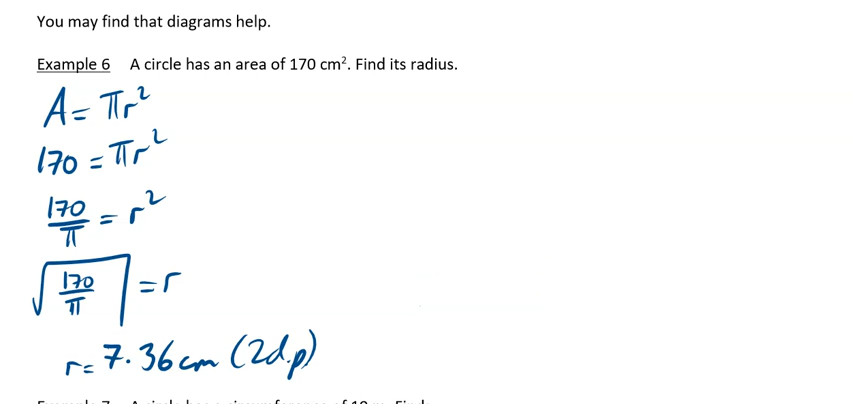 You may find that diagrams help.
Example 6 A circle has an area of 170 cm². Find its radius.
A = πr²
170 = πr²
170/π = r²
√(170/π) = r
r = 7.36 cm (2d.p)